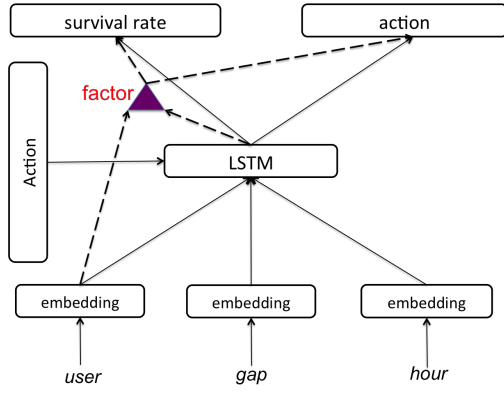 survival rate
action
factor
Action
LSTM
embedding
embedding
embedding
user
gap
hour